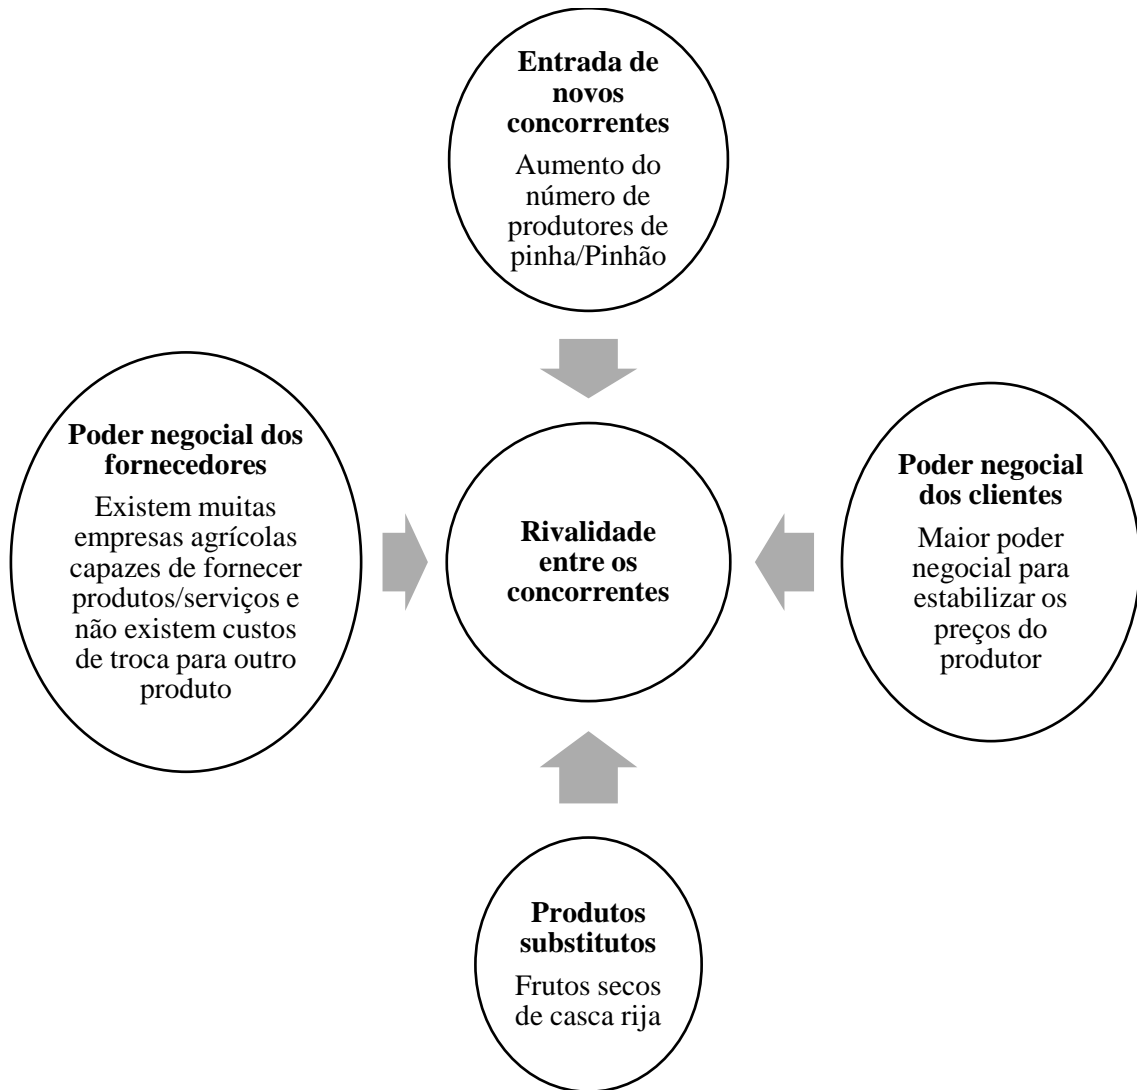 Entrada de
novos
concorrentes
Aumento do
número de
produtores de
pinha/Pinhão
Poder negocial dos
fornecedores
Existem muitas
empresas agrícolas
capazes de fornecer
produtos/serviços e
não existem custos
de troca para outro
produto
Rivalidade
entre os
concorrentes
Poder negocial
dos clientes
Maior poder
negocial para
estabilizar os
preços do
produtor
Produtos
substitutos
Frutos secos
de casca rija